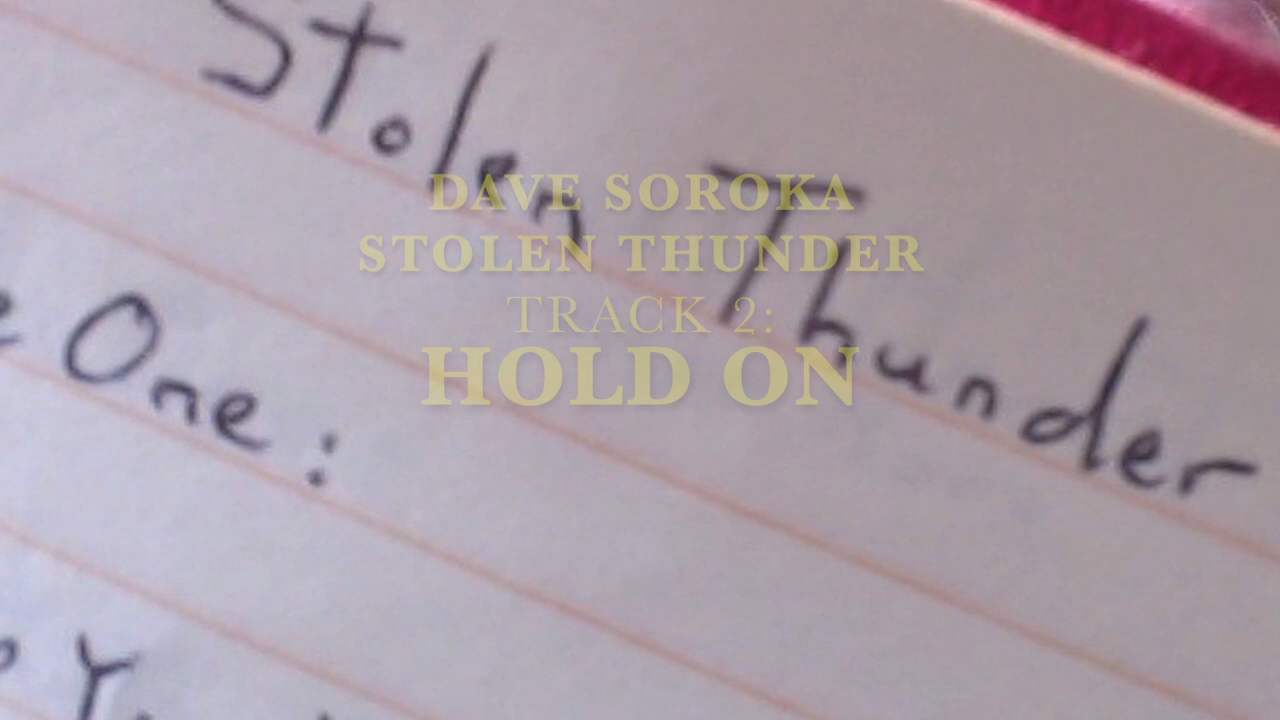 Stolen Thunder
DAVE SOROKA
STOLEN THUNDER
TRACK 2:
HOLD ON
One: